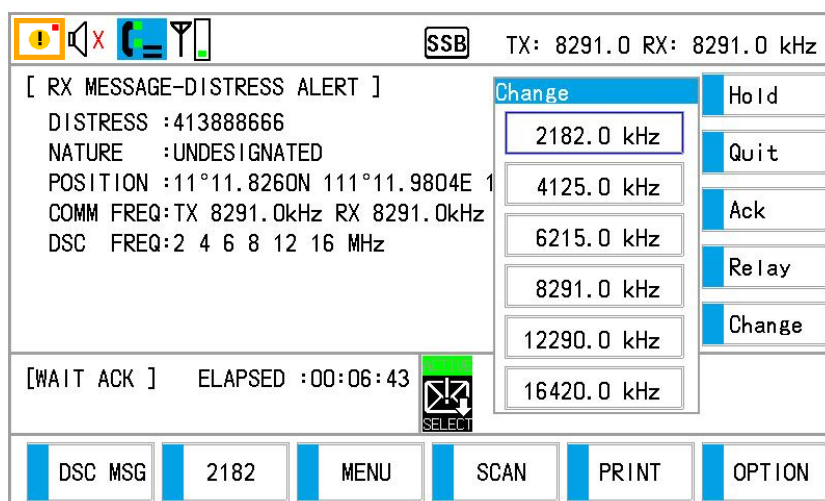 SSB TX: 8291.0 RX: 8291.0 kHz
[ RX MESSAGE-DISTRESS ALERT ]
DISTRESS :413888666
NATURE :UNDESIGNATED
POSITION :11°11.8260N 111°11.9804E 1
COMM FREQ:TX 8291.0kHz RX 8291.0kHz
DSC FREQ:2 4 6 8 12 16 MHz
Change
2182.0 kHz
4125.0 kHz
6215.0 kHz
8291.0 kHz
12290.0 kHz
16420.0 kHz
Hold
Quit
Ack
Relay
Change
[WAIT ACK ] ELAPSED :00:06:43
ACTIVE
SELECT
DSC MSG 2182 MENU SCAN PRINT OPTION